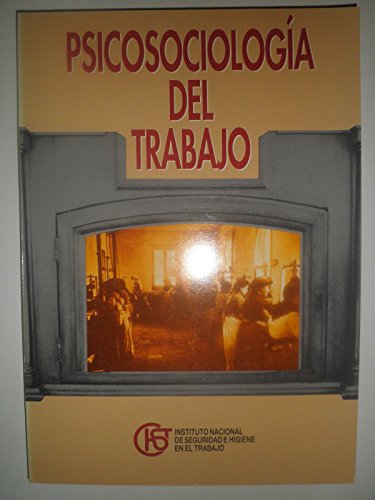 PSICOSOCIOLOGÍA
DEL
TRABAJO
INSTITUTO NACIONAL
DE SEGURIDAD E HIGIENE
EN EL TRABAJO